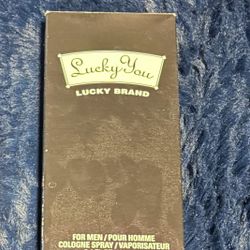 Lucky You
LUCKY BRAND
FOR MEN / POUR HOMME
COLOGNE SPRAY / VAPORISATEUR